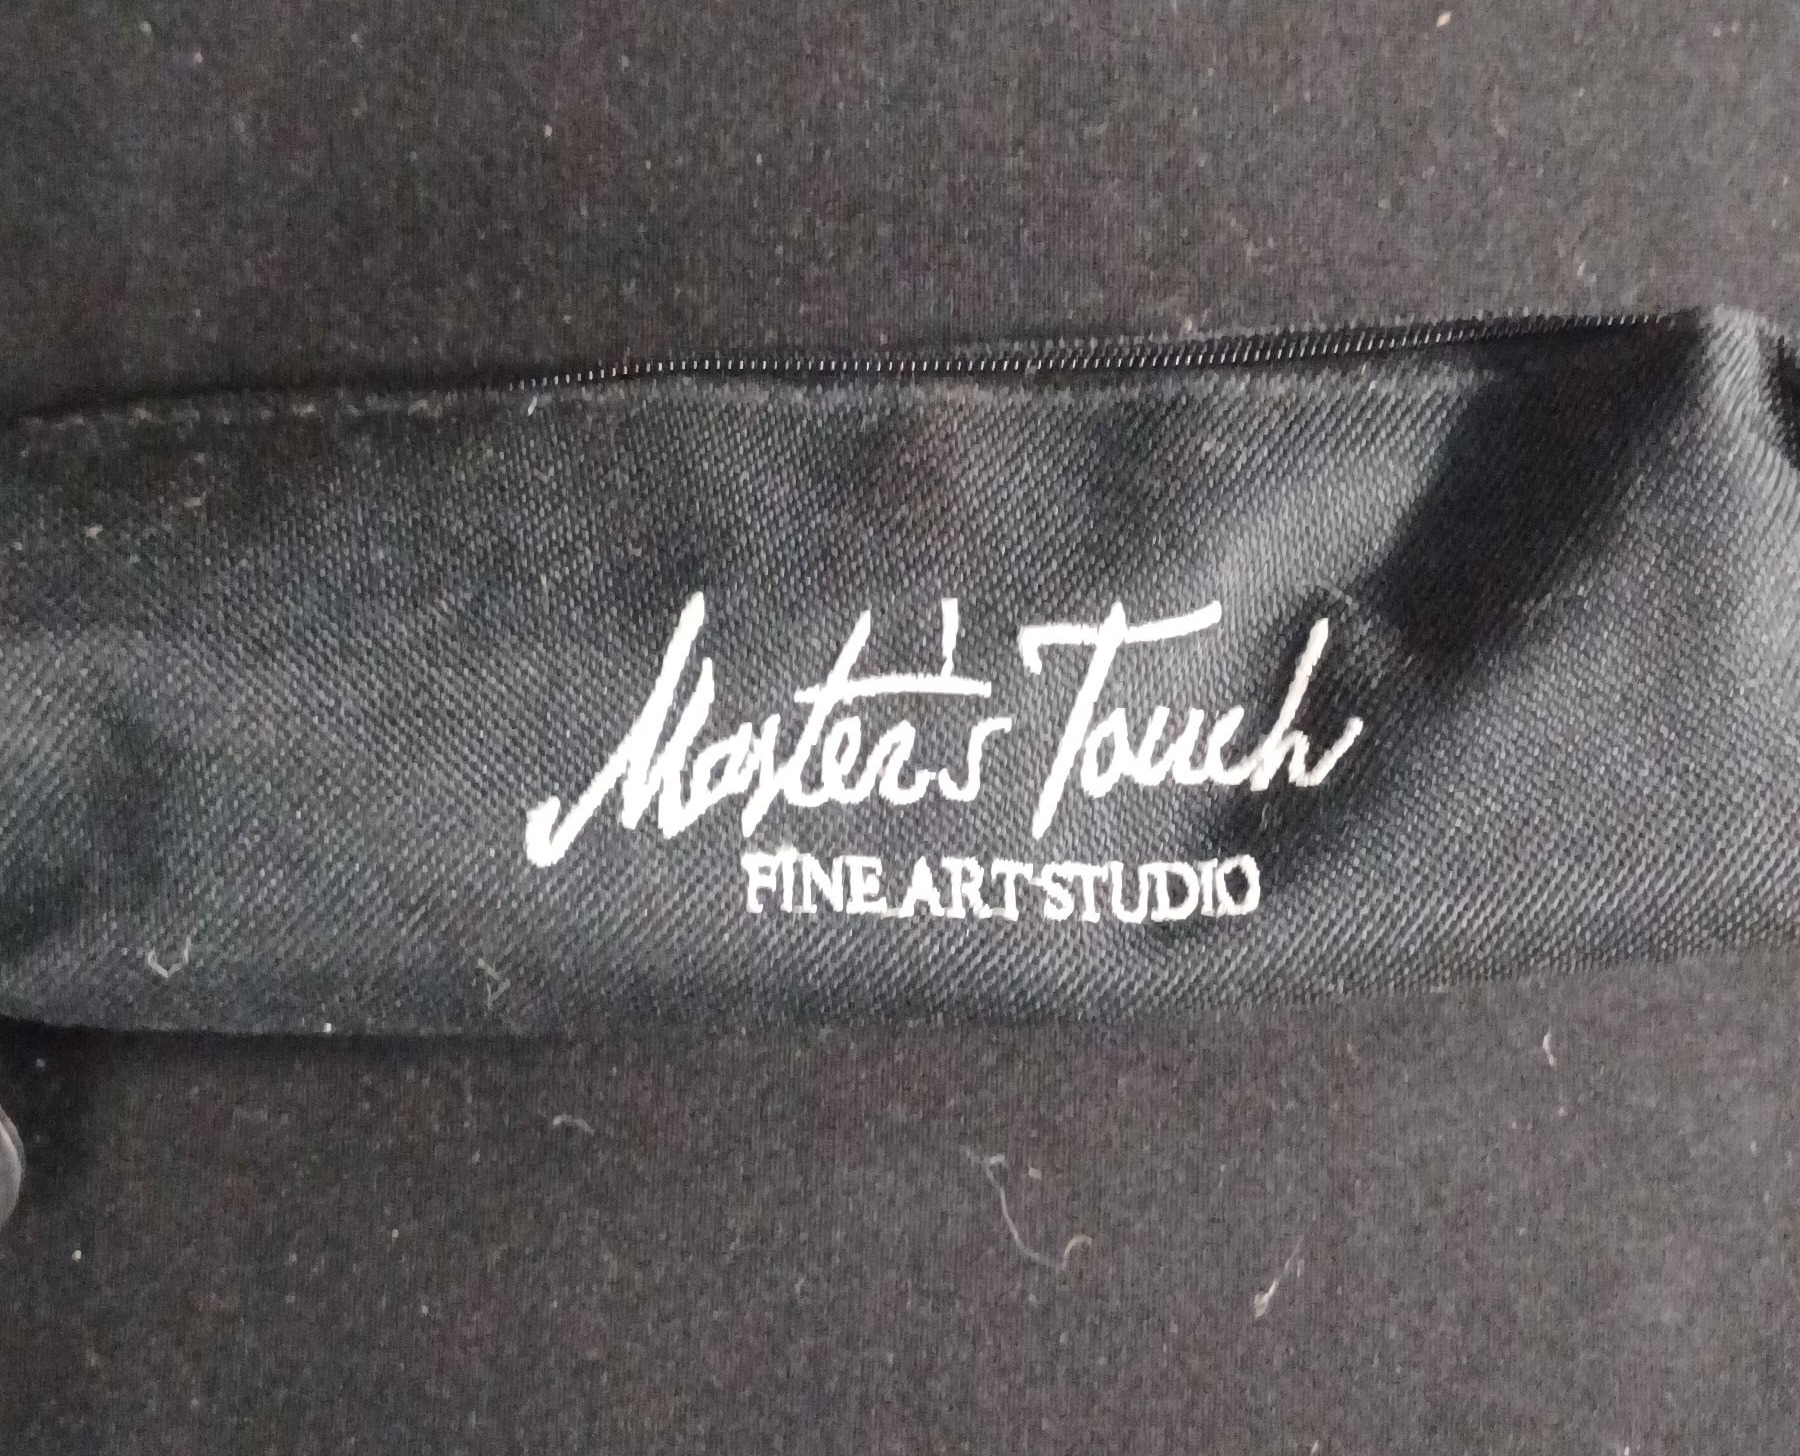 Master's Touch
FINE ART STUDIO